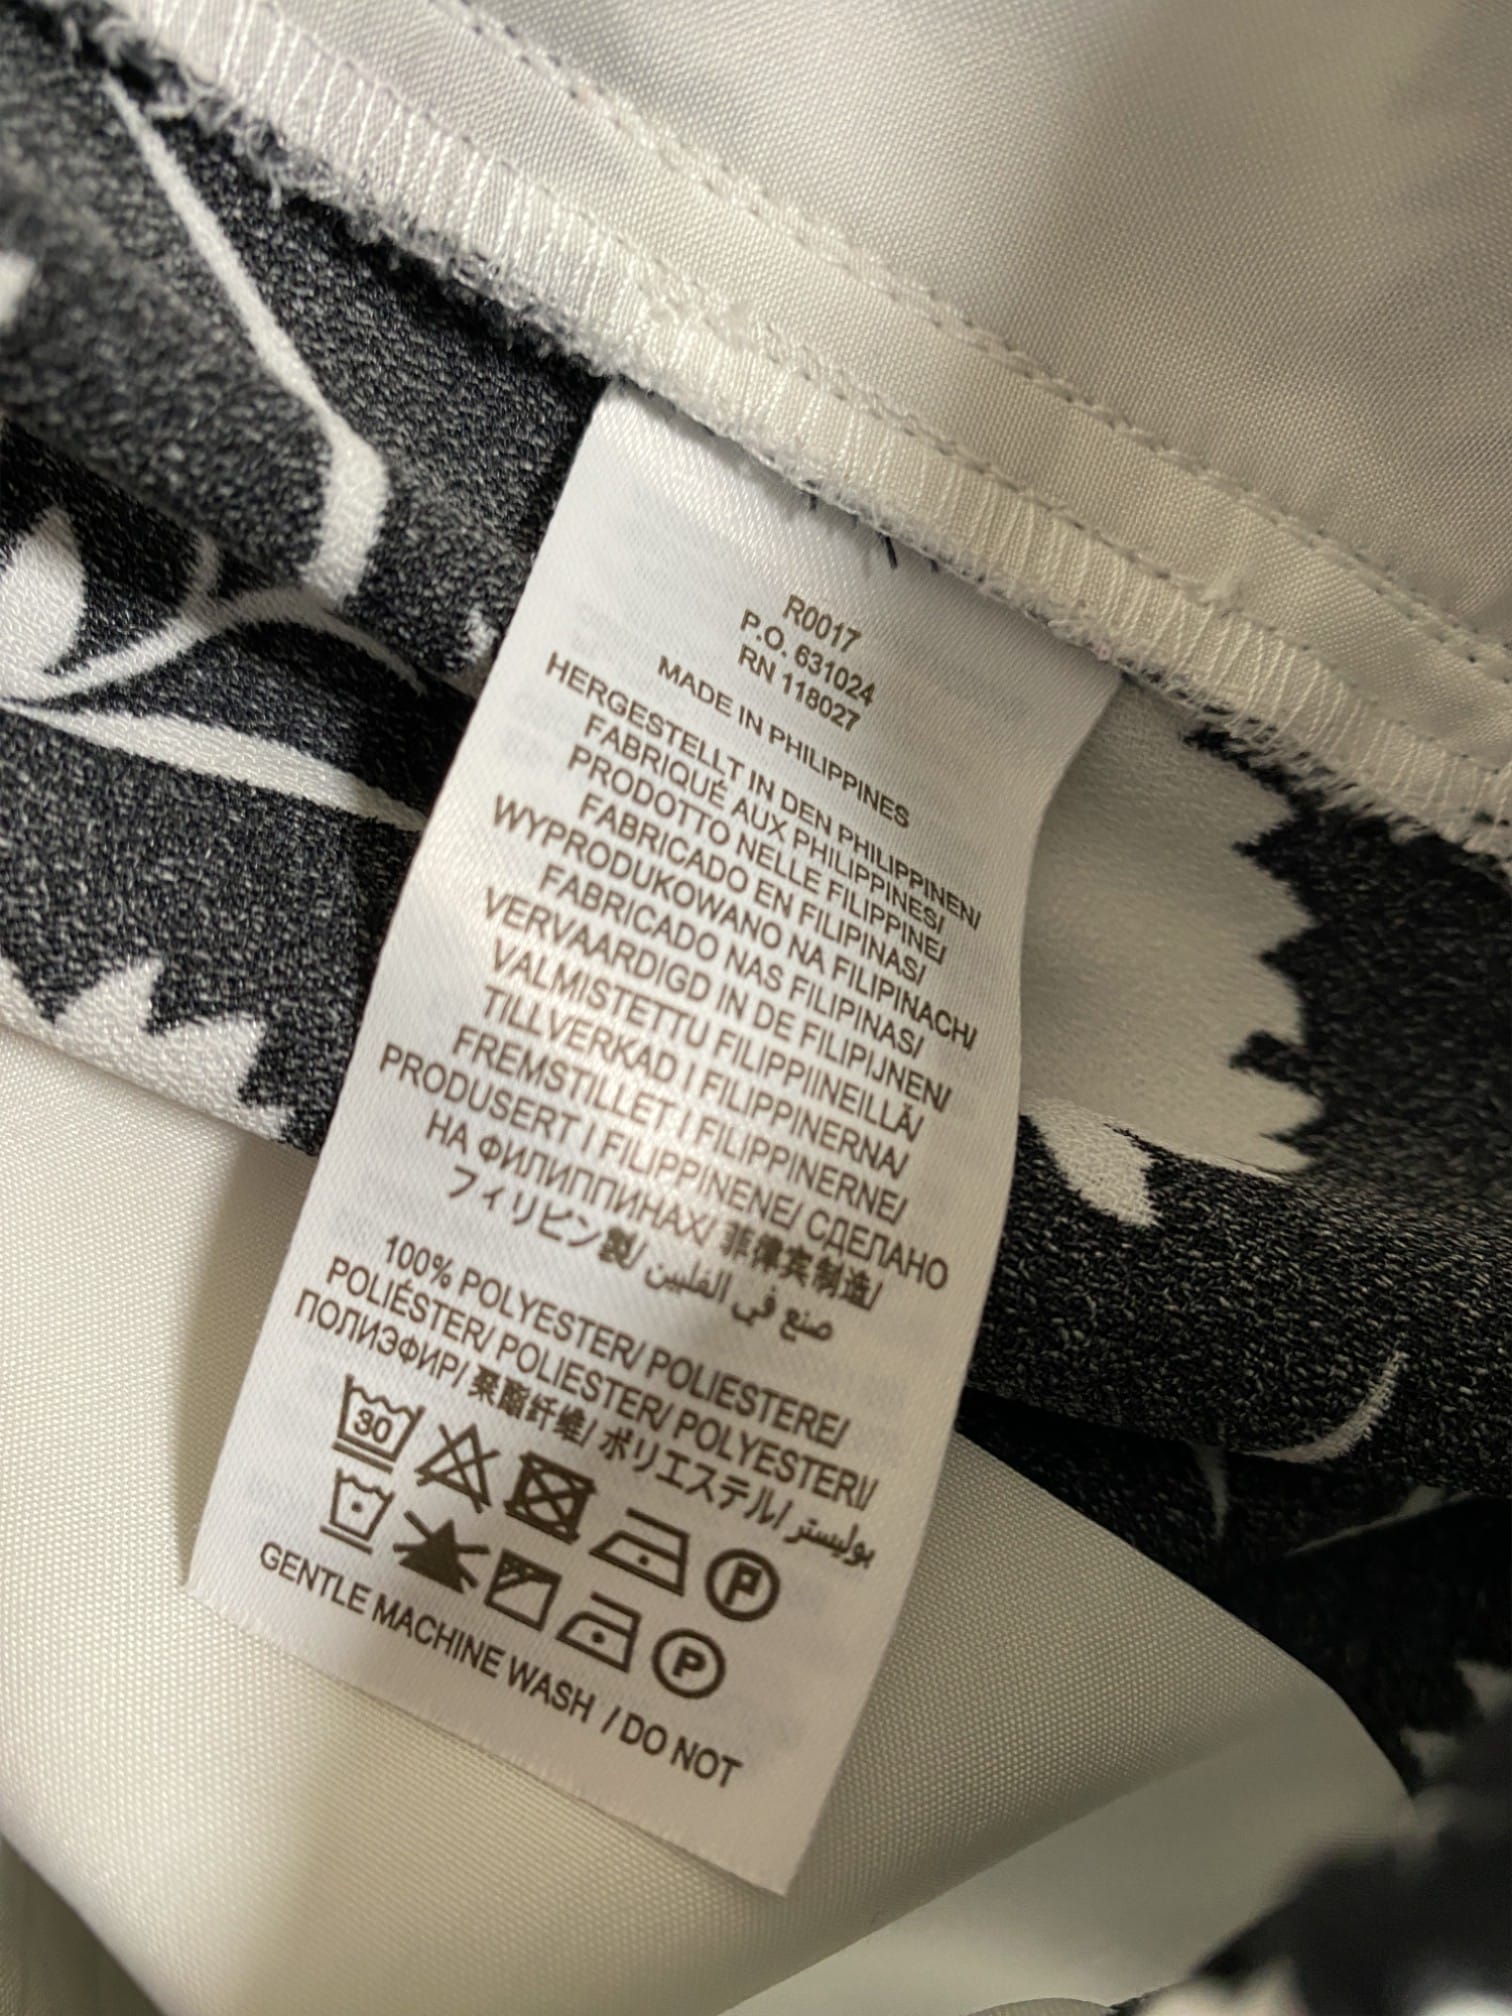 R0017
P.O. 631024
RN 118027
MADE IN PHILIPPINES
HERGESTELLT IN DEN PHILIPPINEN/
FABRIQUÉ AUX PHILIPPINES/
PRODOTTO NELLE FILIPPINE/
FABRICADO EN FILIPINAS/
WYPRODUKOWANO NA FILIPINACH/
FABRICADO NAS FILIPINAS/
VERVAARDIGD IN DE FILIPIJNEN/
VALMISTETTU FILIPPIINEILLÄ/
TILLVERKAD I FILIPPINERNA/
FREMSTILLET I FILIPPINERNE/
PRODUSERT I FILIPPINENE/ СДЕЛАНО
НА ФИЛИППИНАХ/ 菲律宾制造/
フィリピン製/ صنع في الفلبين
100% POLYESTER/ POLIESTERE/
POLIÉSTER/ POLIESTER/ POLYESTERI/
ПОЛИЭФИР/ 聚酯纤维/ ポリエステル/ بوليستر
30 P
P
GENTLE MACHINE WASH / DO NOT